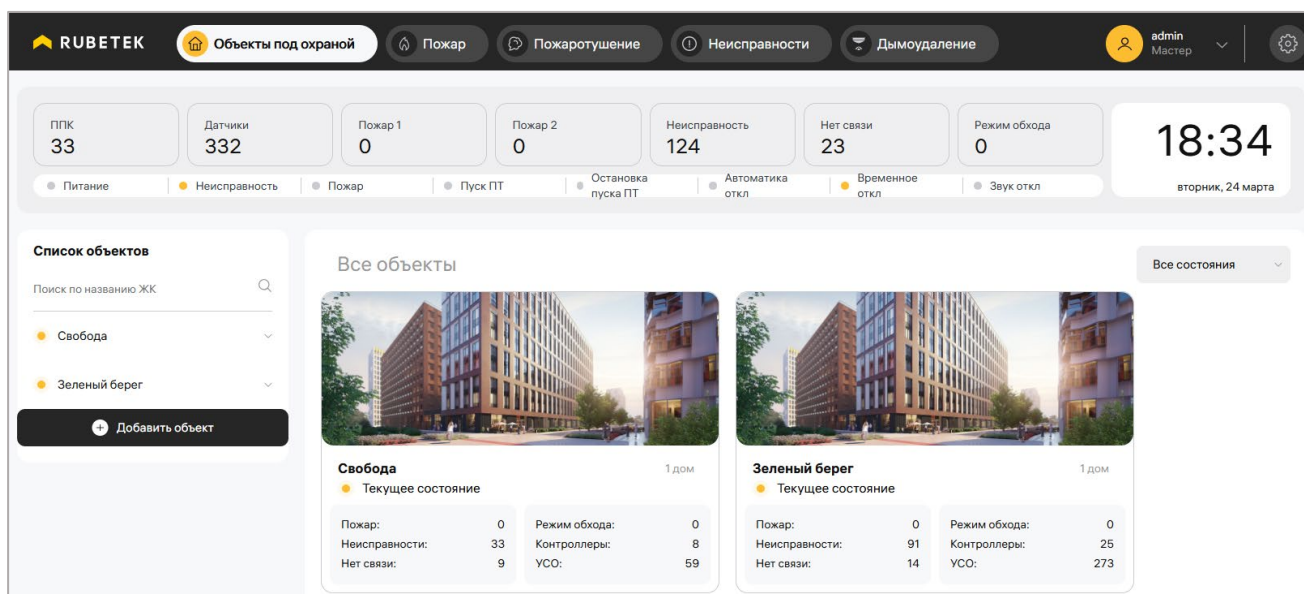 RUBETEK
Объекты под охраной
Пожар
Пожаротушение
Неисправности
Дымоудаление
admin
Мастер
ППК
33
Датчики
332
Пожар 1
0
Пожар 2
0
Неисправность
124
Нет связи
23
Режим обхода
0
18:34
вторник, 24 марта
Питание
Неисправность
Пожар
Пуск ПТ
Остановка
пуска ПТ
Автоматика
откл
Временное
откл
Звук откл
Список объектов
Поиск по названию ЖК
Свобода
Зеленый берег
Добавить объект
Все объекты
Все состояния
Свобода 1 дом
Текущее состояние
Пожар: 0
Неисправности: 33
Нет связи: 9
Режим обхода: 0
Контроллеры: 8
УСО: 59
Зеленый берег 1 дом
Текущее состояние
Пожар: 0
Неисправности: 91
Нет связи: 14
Режим обхода: 0
Контроллеры: 25
УСО: 273